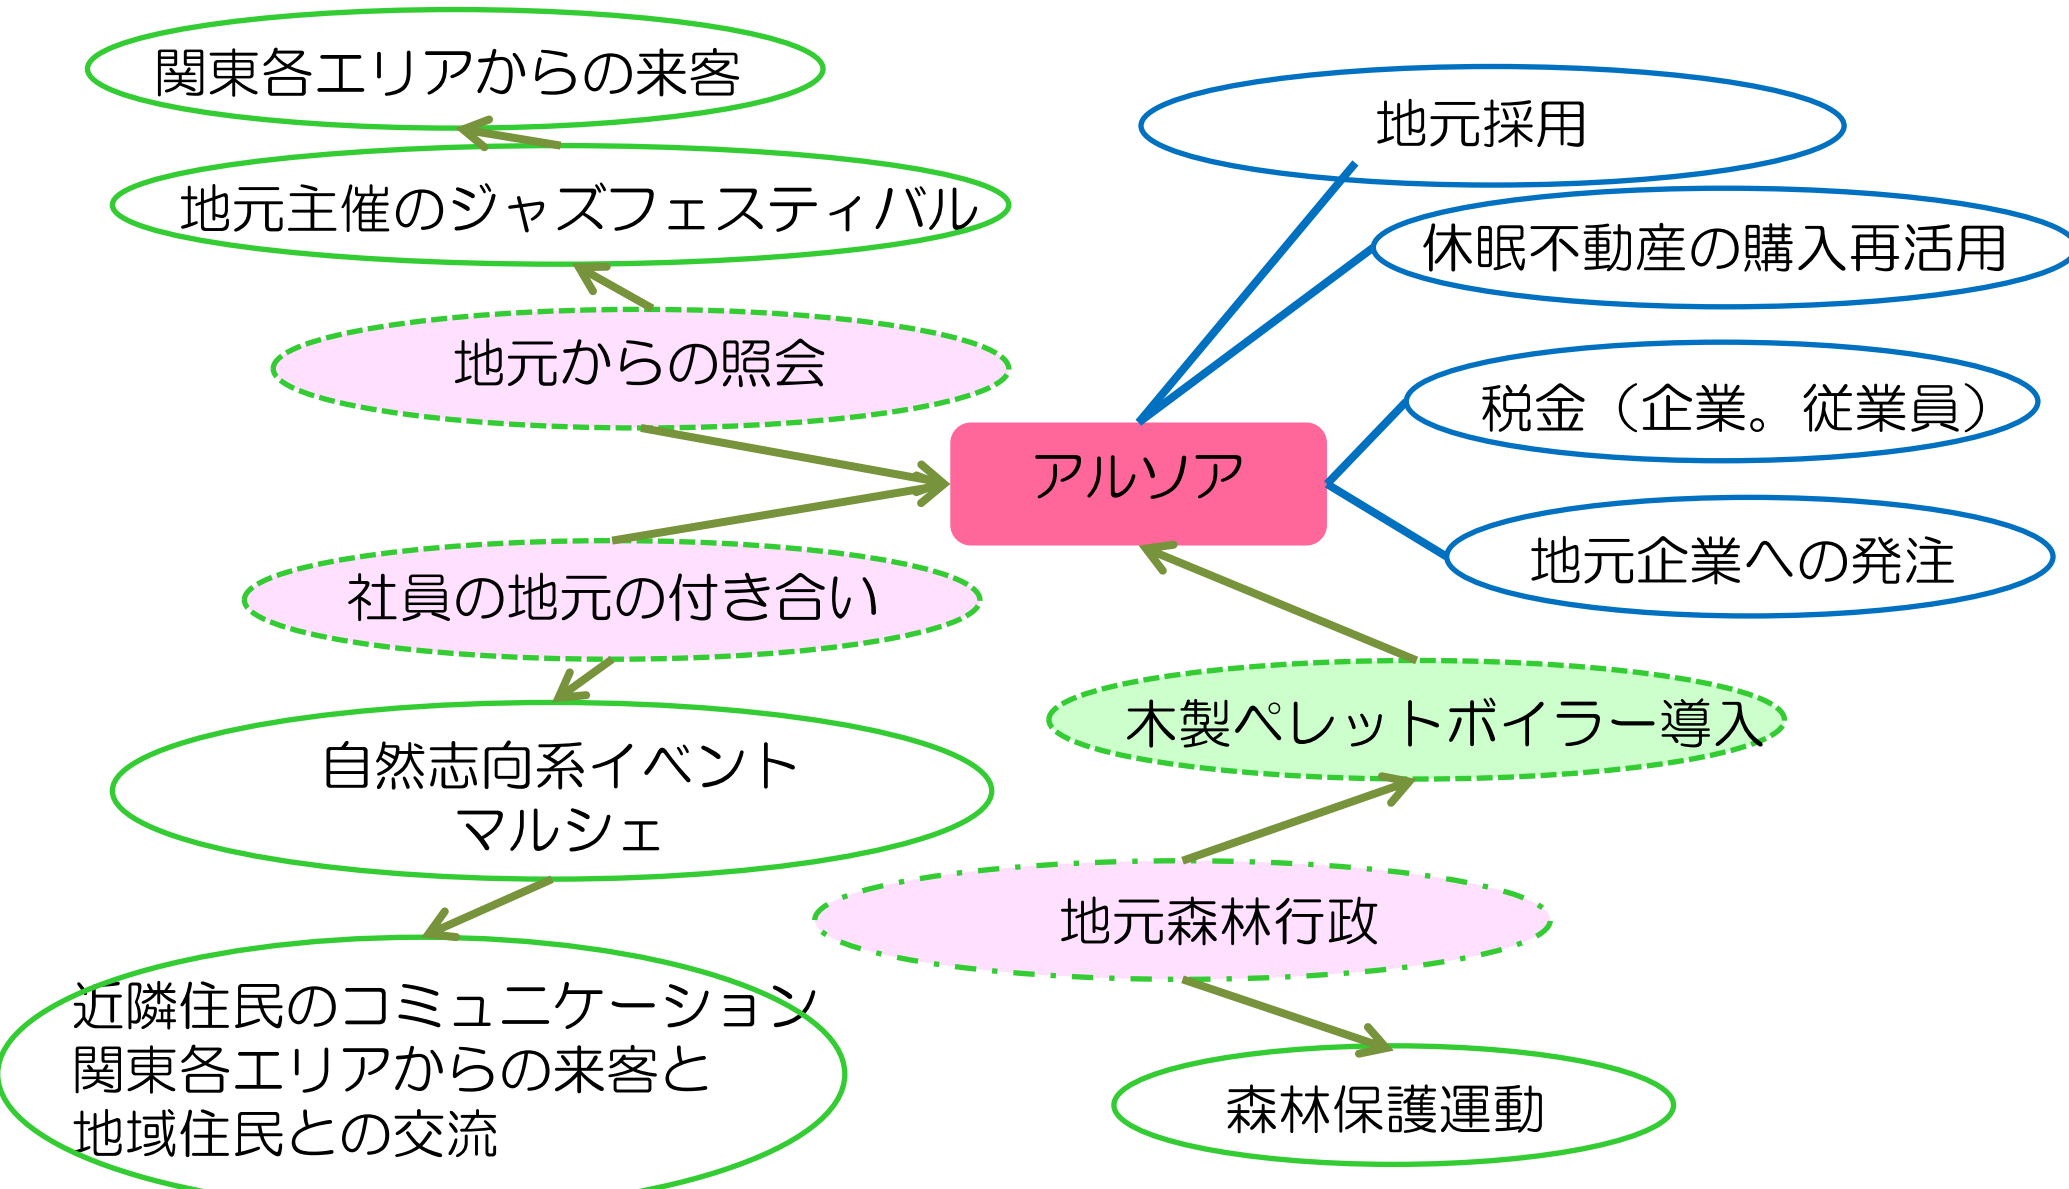 関東各エリアからの来客
地元主催のジャズフェスティバル
地元からの照会
社員の地元の付き合い
自然志向系イベント
マルシェ
近隣住民のコミュニケーション
関東各エリアからの来客と
地域住民との交流
アルソア
地元採用
休眠不動産の購入再活用
税金（企業。従業員）
地元企業への発注
木製ペレットボイラー導入
地元森林行政
森林保護運動